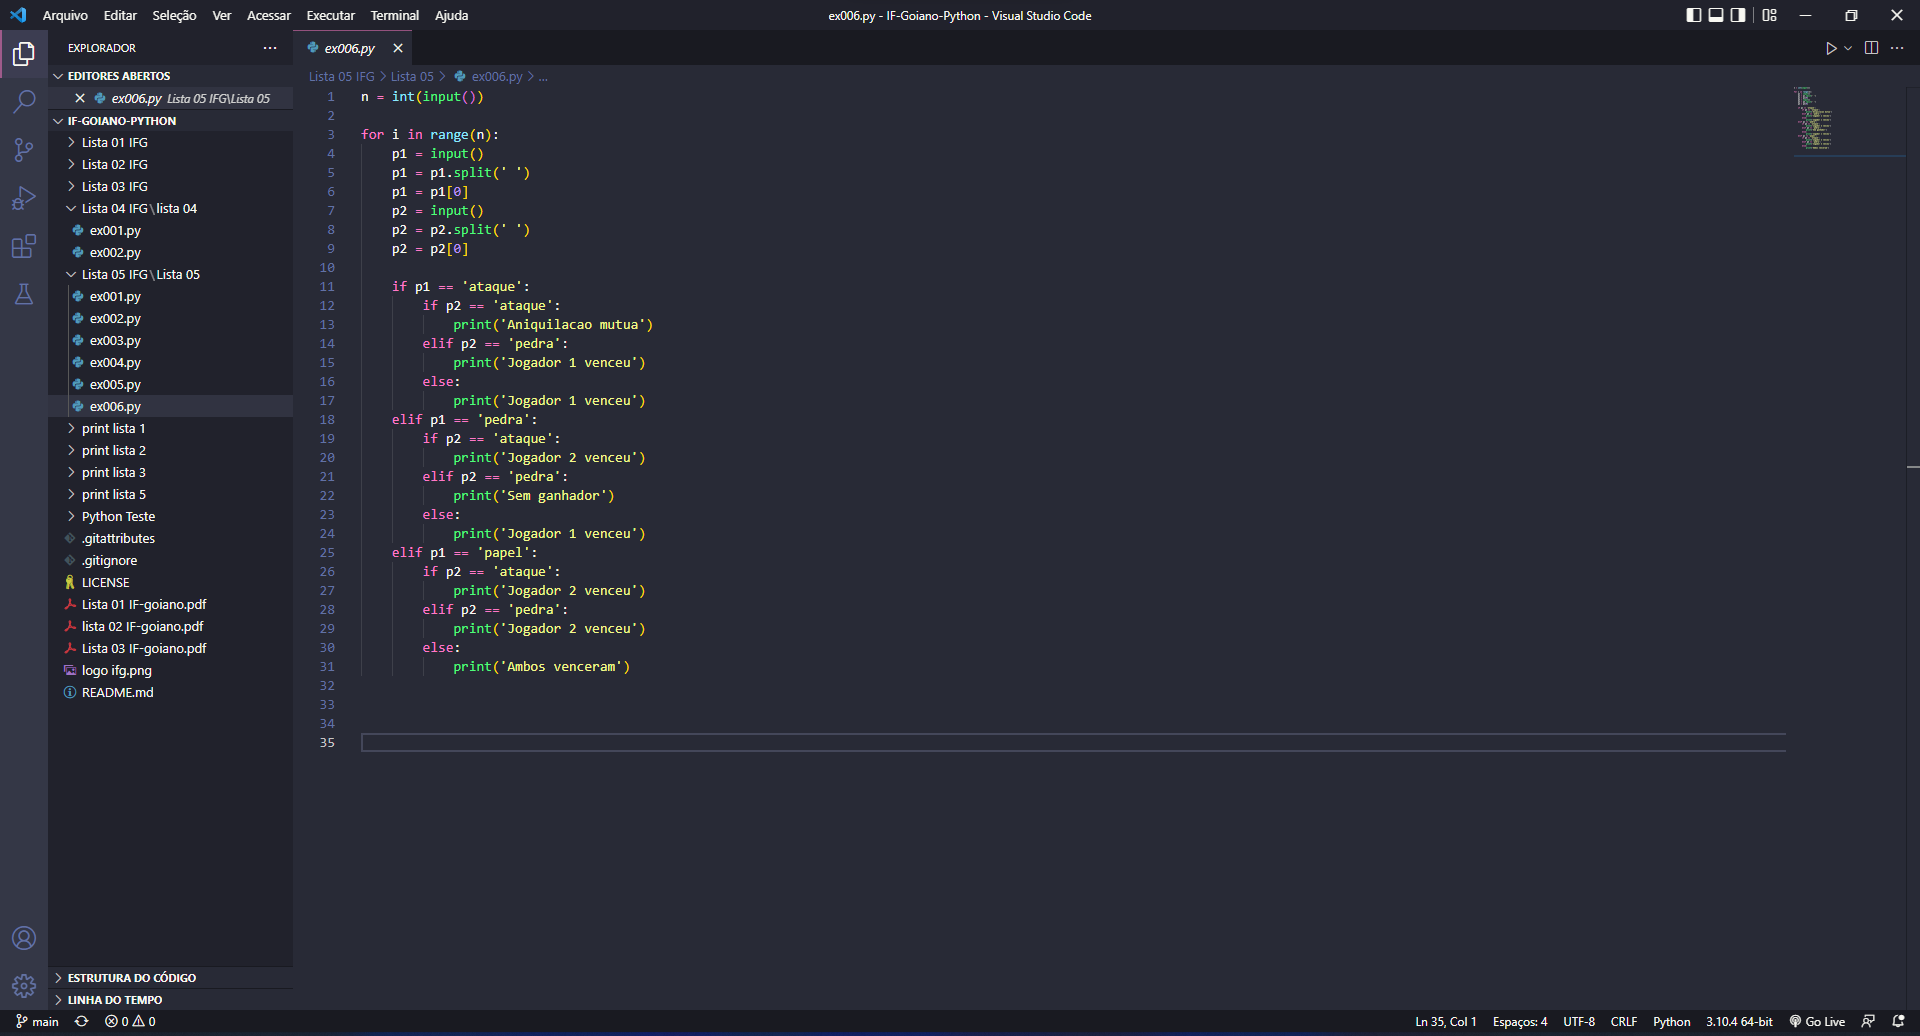 Arquivo Editar Seleção Ver Acessar Executar Terminal Ajuda
ex006.py - IF-Goiano-Python - Visual Studio Code
EXPLORADOR
EDITORES ABERTOS
ex006.py Lista 05 IFG\Lista 05
IF-GOIANO-PYTHON
Lista 01 IFG
Lista 02 IFG
Lista 03 IFG
Lista 04 IFG\lista 04
ex001.py
ex002.py
Lista 05 IFG\Lista 05
ex001.py
ex002.py
ex003.py
ex004.py
ex005.py
ex006.py
print lista 1
print lista 2
print lista 3
print lista 5
Python Teste
.gitattributes
.gitignore
LICENSE
Lista 01 IF-goiano.pdf
lista 02 IF-goiano.pdf
Lista 03 IF-goiano.pdf
logo ifg.png
README.md
ESTRUTURA DO CÓDIGO
LINHA DO TEMPO
ex006.py
Lista 05 IFG > Lista 05 > ex006.py > ...
1 n = int(input())
2
3 for i in range(n):
4     p1 = input()
5     p1 = p1.split(' ')
6     p1 = p1[0]
7     p2 = input()
8     p2 = p2.split(' ')
9     p2 = p2[0]
10
11     if p1 == 'ataque':
12         if p2 == 'ataque':
13             print('Aniquilacao mutua')
14         elif p2 == 'pedra':
15             print('Jogador 1 venceu')
16         else:
17             print('Jogador 1 venceu')
18     elif p1 == 'pedra':
19         if p2 == 'ataque':
20             print('Jogador 2 venceu')
21         elif p2 == 'pedra':
22             print('Sem ganhador')
23         else:
24             print('Jogador 1 venceu')
25     elif p1 == 'papel':
26         if p2 == 'ataque':
27             print('Jogador 2 venceu')
28         elif p2 == 'pedra':
29             print('Jogador 2 venceu')
30         else:
31             print('Ambos venceram')
32
33
34
35
main 0 0 Ln 35, Col 1 Espaços: 4 UTF-8 CRLF Python 3.10.4 64-bit Go Live